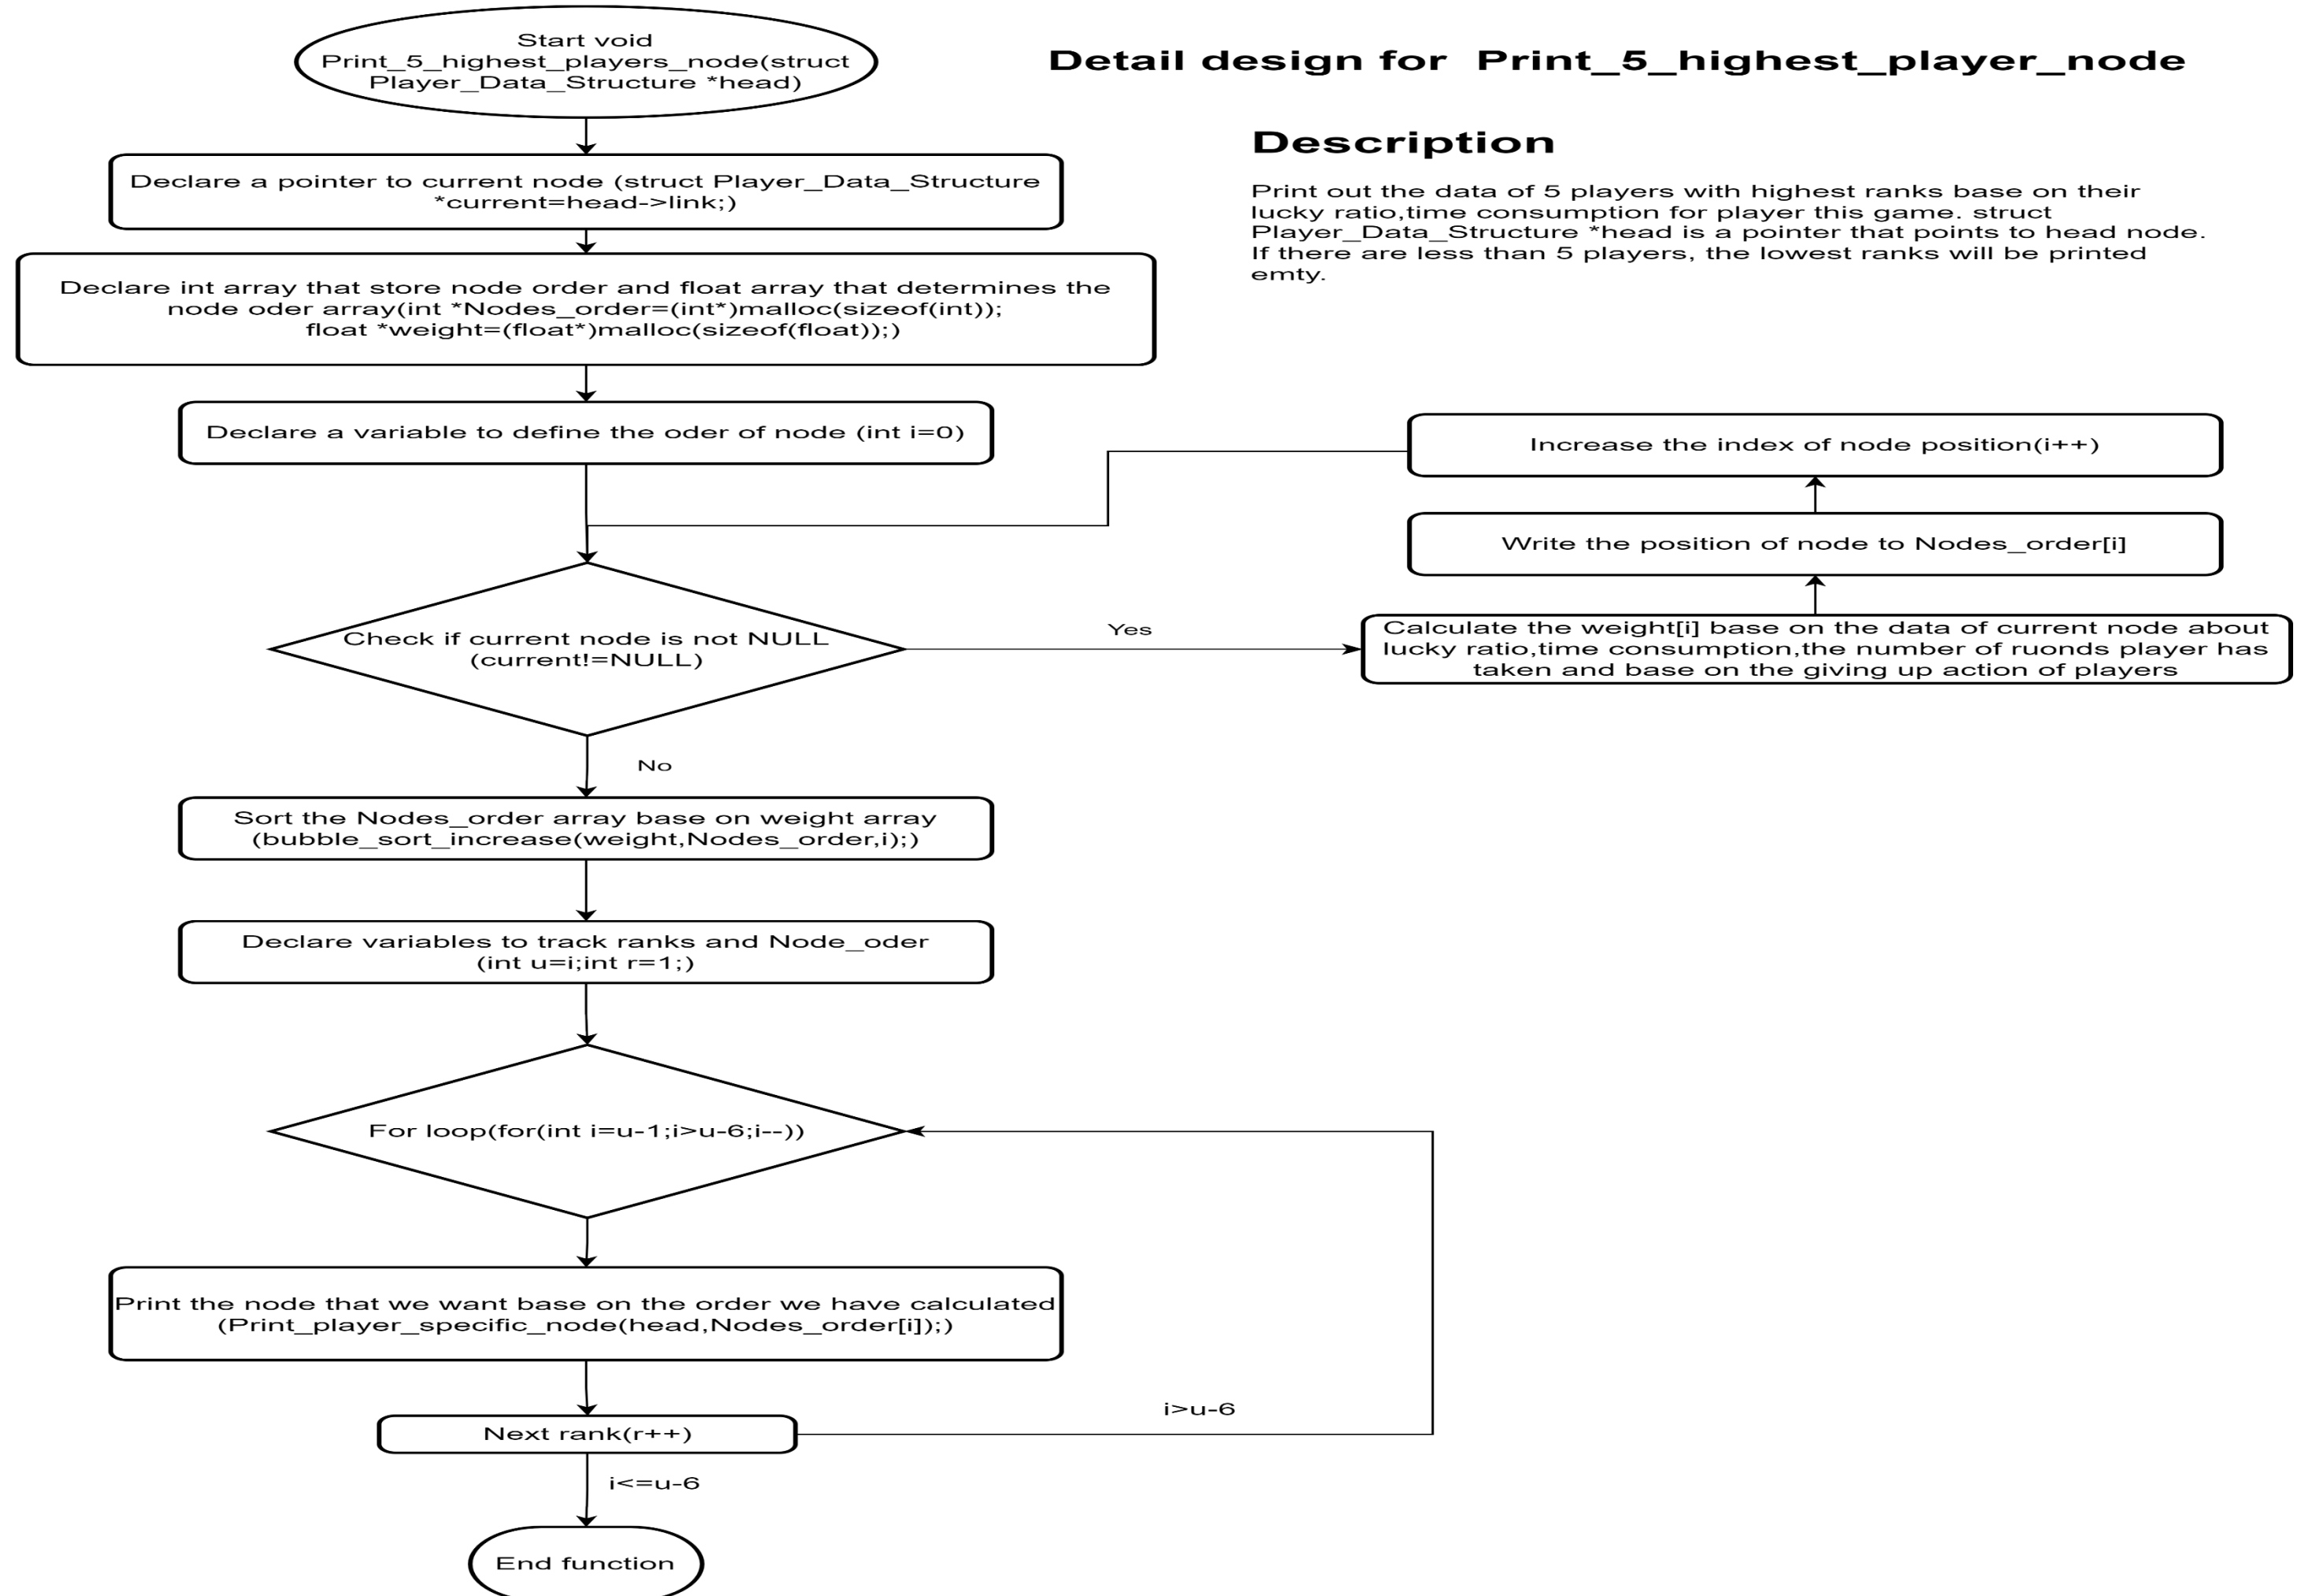 Start void
Print_5_highest_players_node(struct
Player_Data_Structure *head)
Detail design for Print_5_highest_player_node
Description
Print out the data of 5 players with highest ranks base on their
lucky ratio,time consumption for player this game. struct
Player_Data_Structure *head is a pointer that points to head node.
If there are less than 5 players, the lowest ranks will be printed
emty.
Declare a pointer to current node (struct Player_Data_Structure
*current=head->link;)
Declare int array that store node order and float array that determines the
node oder array(int *Nodes_order=(int*)malloc(sizeof(int));
float *weight=(float*)malloc(sizeof(float));)
Declare a variable to define the oder of node (int i=0)
Increase the index of node position(i++)
Write the position of node to Nodes_order[i]
Check if current node is not NULL
(current!=NULL)
Yes
Calculate the weight[i] base on the data of current node about
lucky ratio,time consumption,the number of ruonds player has
taken and base on the giving up action of players
No
Sort the Nodes_order array base on weight array
(bubble_sort_increase(weight,Nodes_order,i);)
Declare variables to track ranks and Node_oder
(int u=i;int r=1;)
For loop(for(int i=u-1;i>u-6;i--))
Print the node that we want base on the order we have calculated
(Print_player_specific_node(head,Nodes_order[i]);)
i>u-6
Next rank(r++)
i<=u-6
End function